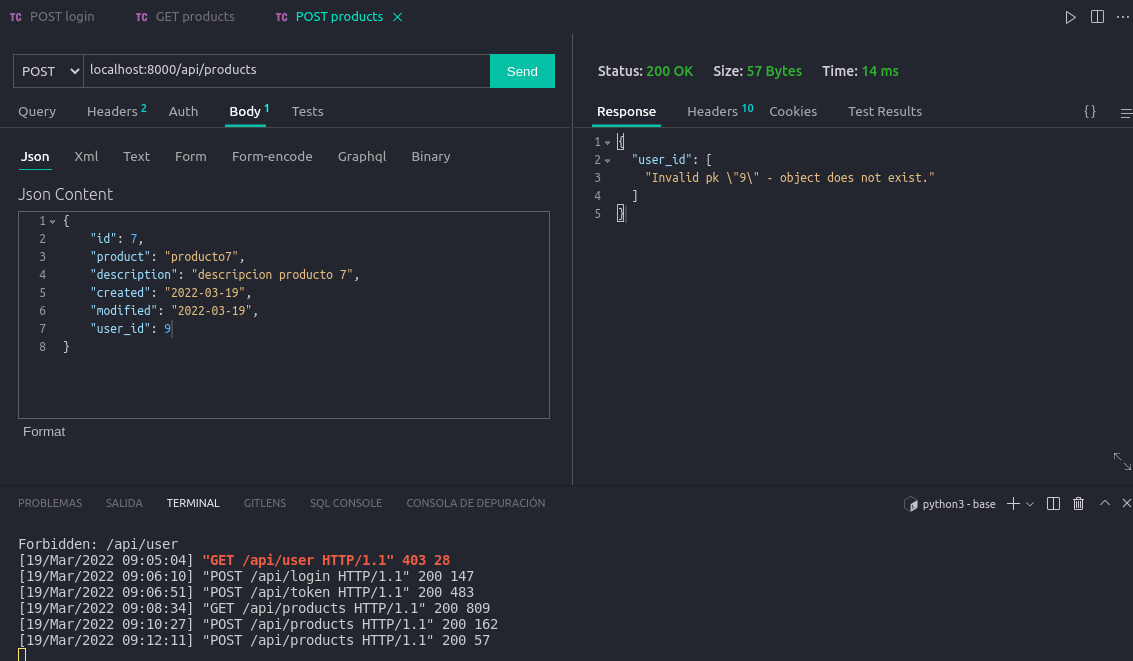 TC POST login TC GET products TC POST products
POST localhost:8000/api/products Send
Query Headers 2 Auth Body 1 Tests
Json Xml Text Form Form-encode Graphql Binary
Json Content
1 {
2 "id": 7,
3 "product": "producto7",
4 "description": "descripcion producto 7",
5 "created": "2022-03-19",
6 "modified": "2022-03-19",
7 "user_id": 9
8 }
Format
Status: 200 OK Size: 57 Bytes Time: 14 ms
Response Headers 10 Cookies Test Results {}
1 {
2 "user_id": [
3 "Invalid pk \"9\" - object does not exist."
4 ]
5 }
PROBLEMAS SALIDA TERMINAL GITLENS SQL CONSOLE CONSOLA DE DEPURACIÓN python3 - base
Forbidden: /api/user
[19/Mar/2022 09:05:04] "GET /api/user HTTP/1.1" 403 28
[19/Mar/2022 09:06:10] "POST /api/login HTTP/1.1" 200 147
[19/Mar/2022 09:06:51] "POST /api/token HTTP/1.1" 200 483
[19/Mar/2022 09:08:34] "GET /api/products HTTP/1.1" 200 809
[19/Mar/2022 09:10:27] "POST /api/products HTTP/1.1" 200 162
[19/Mar/2022 09:12:11] "POST /api/products HTTP/1.1" 200 57